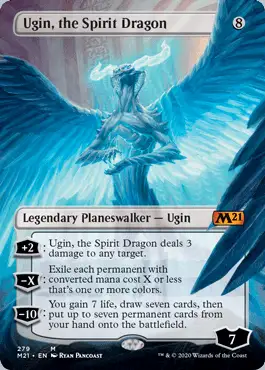 Ugin, the Spirit Dragon 8
Legendary Planeswalker — Ugin M21
+2 : Ugin, the Spirit Dragon deals 3
damage to any target.
Exile each permanent with
-X : converted mana cost X or less
that's one or more colors.
You gain 7 life, draw seven cards, then
-10 : put up to seven permanent cards from
your hand onto the battlefield.
7
279 M
M21 • EN RYAN PANCOAST
™ & © 2020 Wizards of the Coast